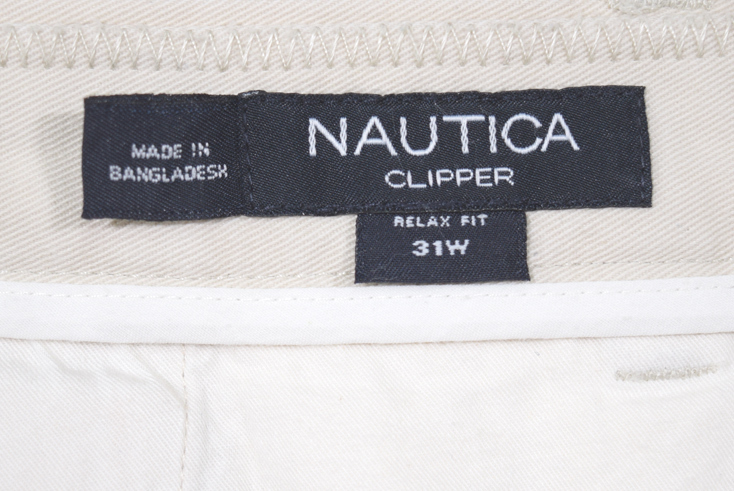 MADE IN
BANGLADESH
NAUTICA
CLIPPER
RELAX FIT
31W